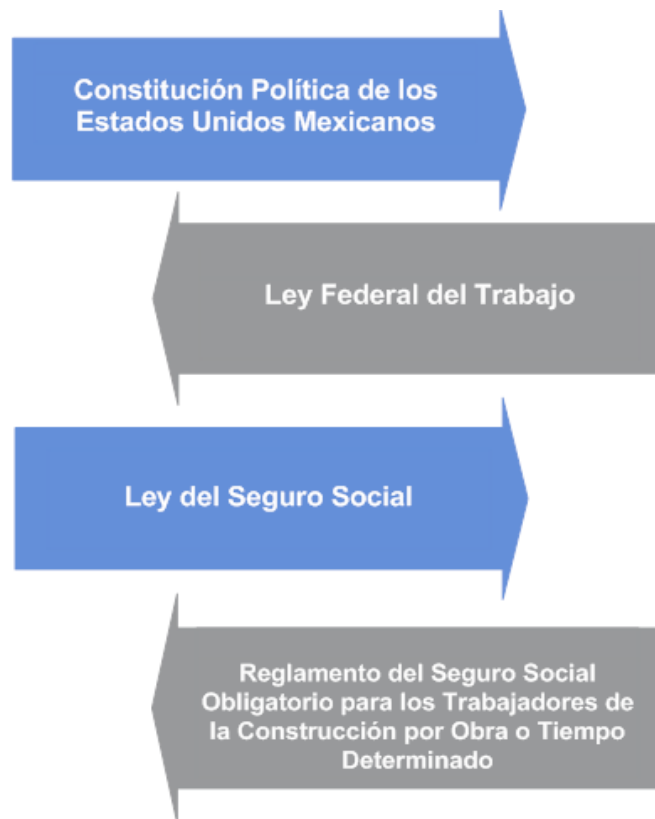 Constitución Política de los
Estados Unidos Mexicanos
Ley Federal del Trabajo
Ley del Seguro Social
Reglamento del Seguro Social
Obligatorio para los Trabajadores de
la Construcción por Obra o Tiempo
Determinado